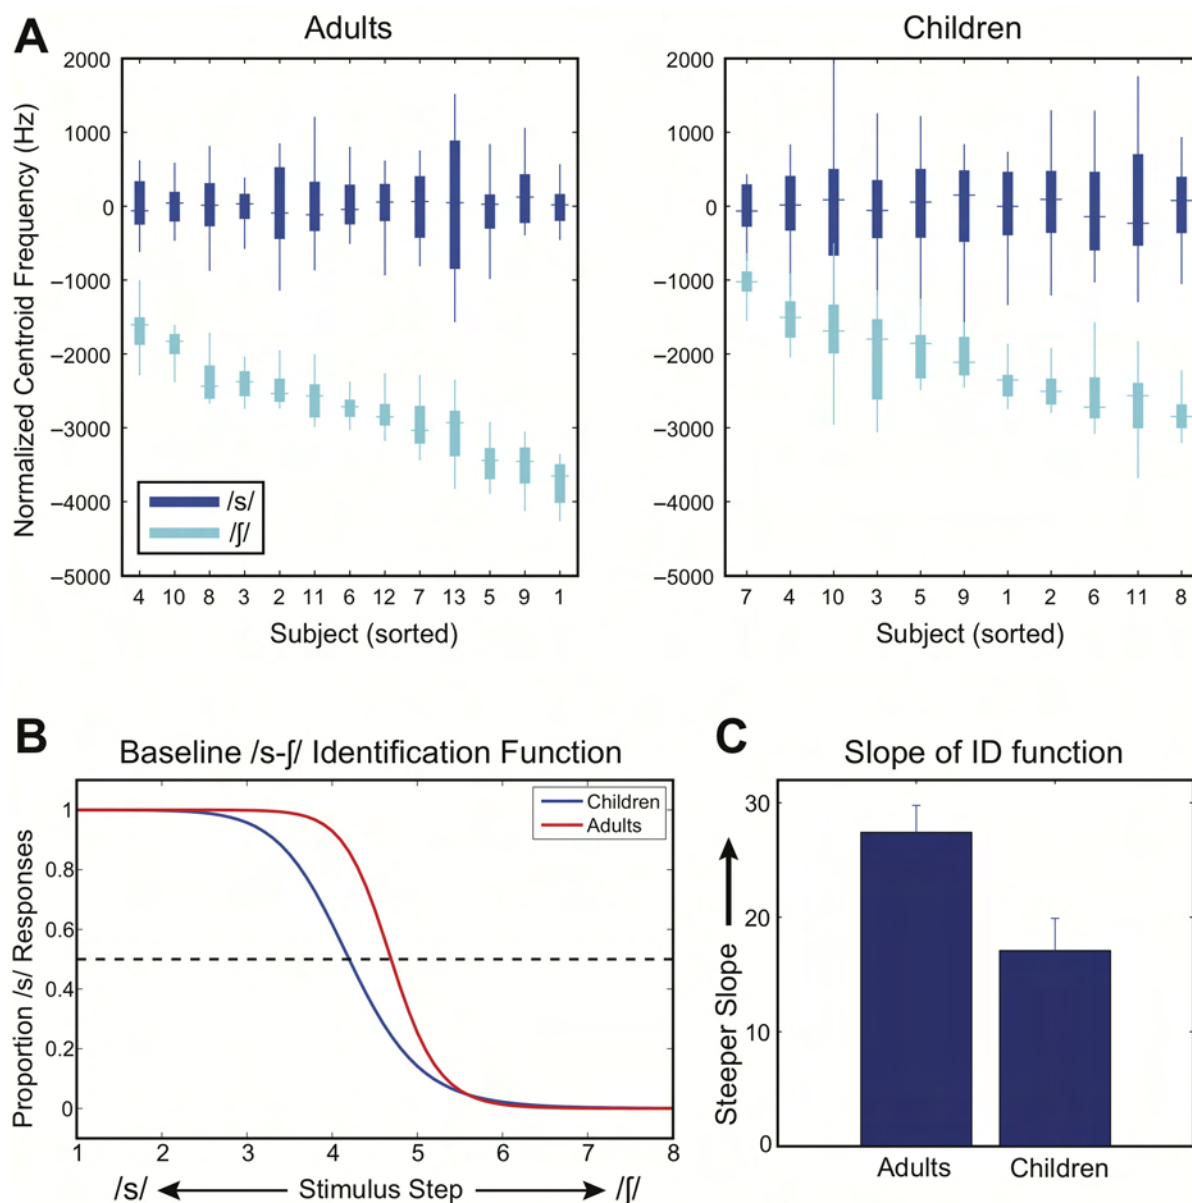 A
Adults
Children
Normalized Centroid Frequency (Hz)
2000
1000
0
–1000
–2000
–3000
–4000
–5000
/s/
/ʃ/
4 10 8 3 2 11 6 12 7 13 5 9 1
Subject (sorted)
2000
1000
0
–1000
–2000
–3000
–4000
–5000
7 4 10 3 5 9 1 2 6 11 8
Subject (sorted)
B
Baseline /s-ʃ/ Identification Function
Proportion /s/ Responses
1
0.8
0.6
0.4
0.2
0
Children
Adults
1 2 3 4 5 6 7 8
/s/ Stimulus Step /ʃ/
C
Slope of ID function
Steeper Slope
30
20
10
0
Adults Children